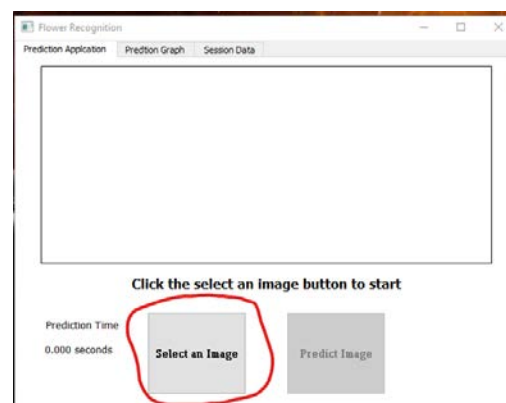 Flower Recognition
Prediction Application Predtion Graph Session Data
Click the select an image button to start
Prediction Time
0.000 seconds
Select an Image Predict Image